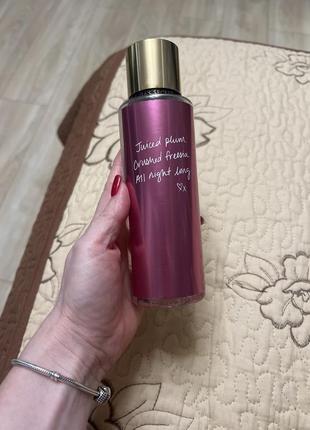 Juiced plum
Crushed freesia
All night long